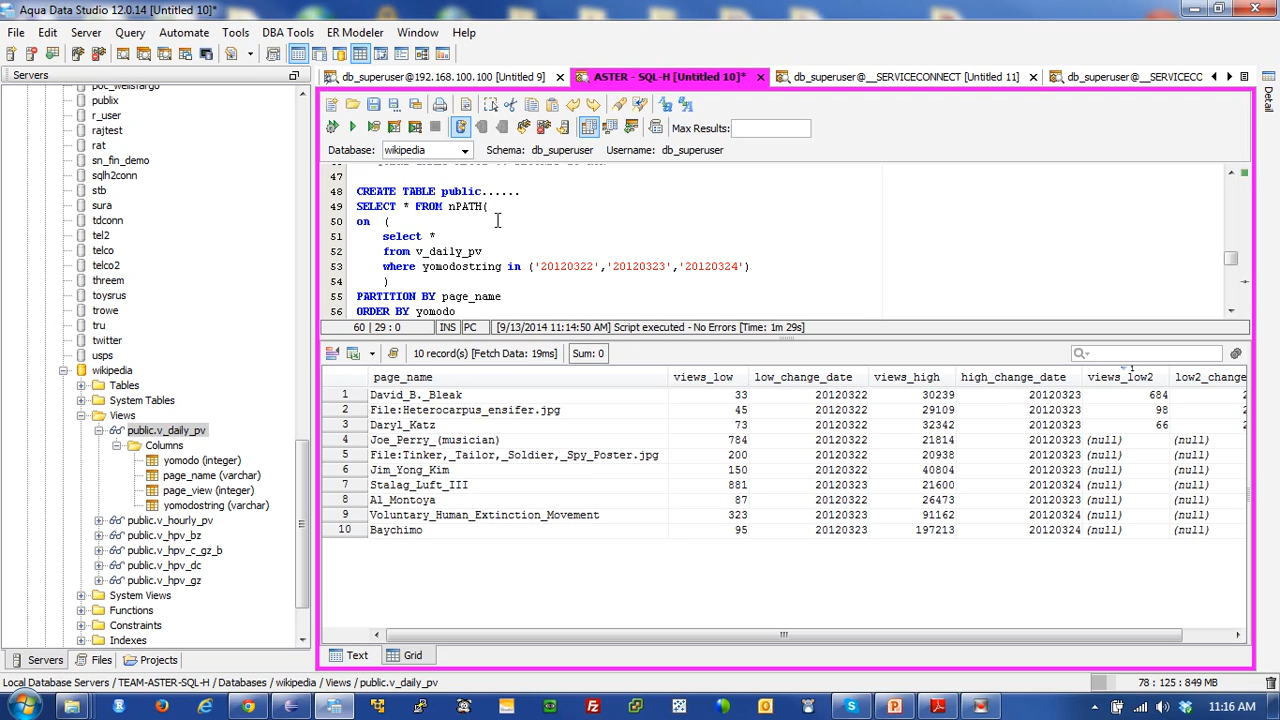 Aqua Data Studio 12.0.14 [Untitled 10]*
File Edit Server Query Automate Tools DBA Tools ER Modeler Window Help
Servers
poc_wellsfargo
publix
r_user
rajtest
rat
sn_fin_demo
sqlh2conn
stb
sura
tdconn
tel2
telco
telco2
threem
toysrus
trowe
tru
twitter
usps
wikipedia
Tables
System Tables
Views
public.v_daily_pv
Columns
yomodo (integer)
page_name (varchar)
page_view (integer)
yomodostring (varchar)
public.v_hourly_pv
public.v_hpv_bz
public.v_hpv_c_gz_b
public.v_hpv_dc
public.v_hpv_gz
System Views
Functions
Constraints
Indexes
Servers Files Projects
db_superuser@192.168.100.100 [Untitled 9] ASTER - SQL-H [Untitled 10]* db_superuser@__SERVICECONNECT [Untitled 11] db_superuser@__SERVICECC
Detail
Max Results:
Database: wikipedia Schema: db_superuser Username: db_superuser
47
48 CREATE TABLE public......
49 SELECT * FROM nPATH(
50 on (
51 select *
52 from v_daily_pv
53 where yomodostring in ('20120322','20120323','20120324')
54 )
55 PARTITION BY page_name
56 ORDER BY yomodo
60 | 29 : 0 INS PC [9/13/2014 11:14:50 AM] Script executed - No Errors [Time: 1m 29s]
10 record(s) [Fetch Data: 19ms] Sum: 0
page_name views_low low_change_date views_high high_change_date views_low2 low2_change
1 David_B._Bleak 33 20120322 30239 20120323 684 2
2 File:Heterocarpus_ensifer.jpg 45 20120322 29109 20120323 98 2
3 Daryl_Katz 73 20120322 32342 20120323 66 2
4 Joe_Perry_(musician) 784 20120322 21814 20120323 (null) (null)
5 File:Tinker,_Tailor,_Soldier,_Spy_Poster.jpg 200 20120322 20938 20120323 (null) (null)
6 Jim_Yong_Kim 150 20120322 40804 20120323 (null) (null)
7 Stalag_Luft_III 881 20120322 21600 20120323 (null) (null)
8 Al_Montoya 87 20120322 26473 20120323 (null) (null)
9 Voluntary_Human_Extinction_Movement 323 20120323 91162 20120324 (null) (null)
10 Baychimo 95 20120323 197213 20120324 (null) (null)
Text Grid
Local Database Servers / TEAM-ASTER-SQL-H / Databases / wikipedia / Views / public.v_daily_pv 78 : 125 : 849 MB
11:16 AM